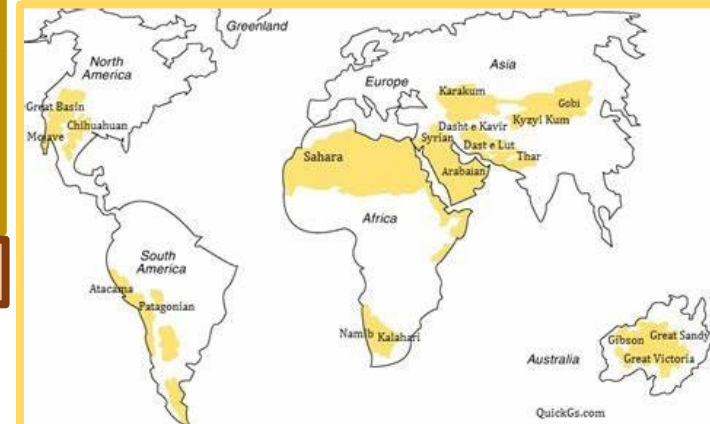 Greenland
North
America
Great Basin
Chihuahuan
Mojave
South
America
Atacama
Patagonian
Europe
Asia
Karakum
Gobi
Kyzyl Kum
Dasht e Kavir
Syrian
Dast e Lut
Thar
Arabaian
Sahara
Africa
Namib
Kalahari
Australia
Gibson
Great Sandy
Great Victoria
QuickGs.com